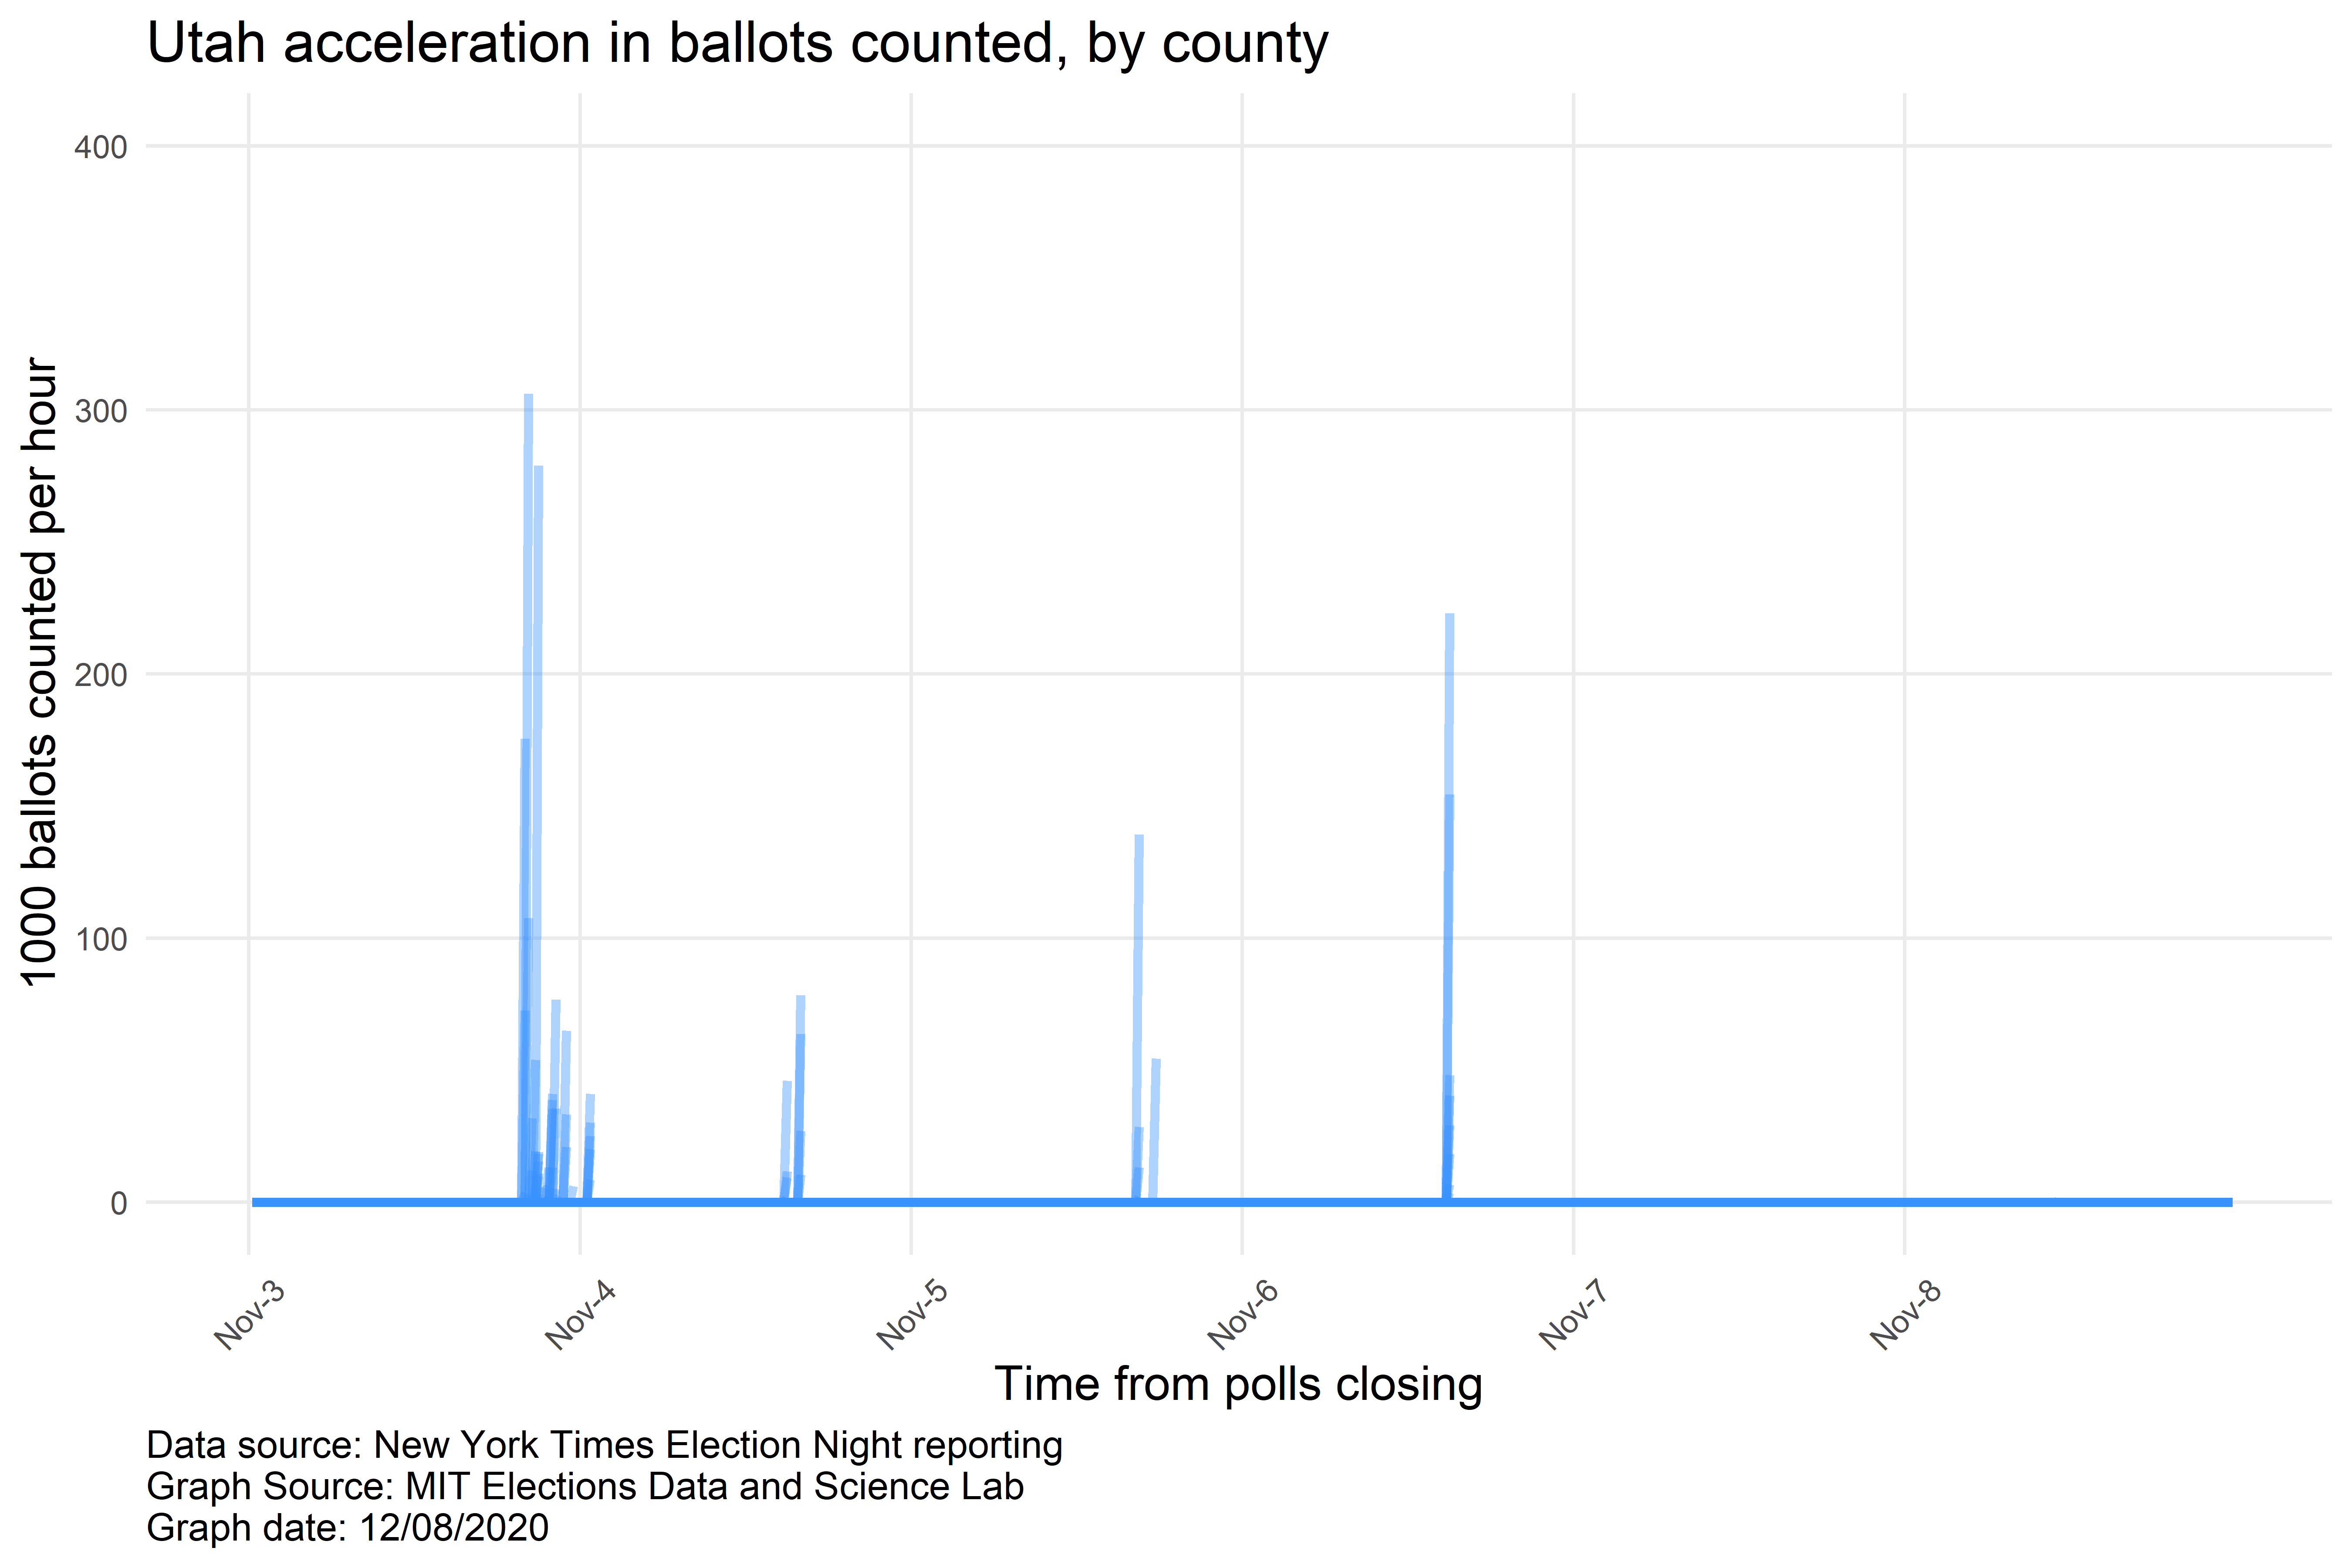 Utah acceleration in ballots counted, by county
1000 ballots counted per hour
400
300
200
100
0
Nov-3
Nov-4
Nov-5
Nov-6
Nov-7
Nov-8
Time from polls closing
Data source: New York Times Election Night reporting
Graph Source: MIT Elections Data and Science Lab
Graph date: 12/08/2020